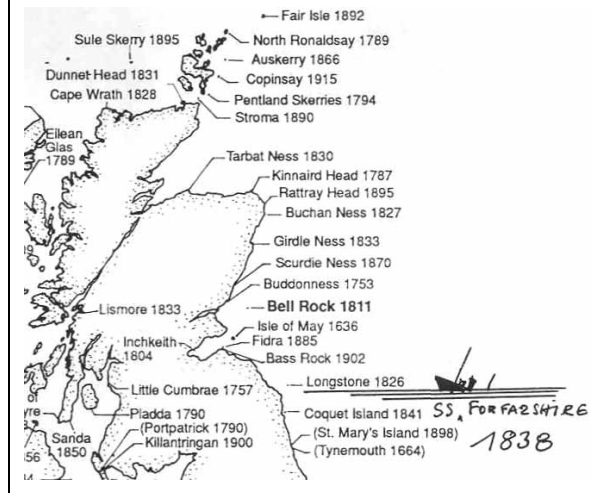 Fair Isle 1892
Sule Skerry 1895
North Ronaldsay 1789
Auskerry 1866
Dunnet Head 1831
Copinsay 1915
Cape Wrath 1828
Pentland Skerries 1794
Stroma 1890
Eilean
Glas
1789
Tarbat Ness 1830
Kinnaird Head 1787
Rattray Head 1895
Buchan Ness 1827
Girdle Ness 1833
Scurdie Ness 1870
Buddonness 1753
Bell Rock 1811
Lismore 1833
Isle of May 1636
Inchkeith
1804
Fidra 1885
Bass Rock 1902
Longstone 1826
Little Cumbrae 1757
of
yre
Pladda 1790
Coquet Island 1841
SS, FORFARSHIRE
1838
(Portpatrick 1790)
(St. Mary's Island 1898)
Sanda
1850
Killantringan 1900
(Tynemouth 1664)
56